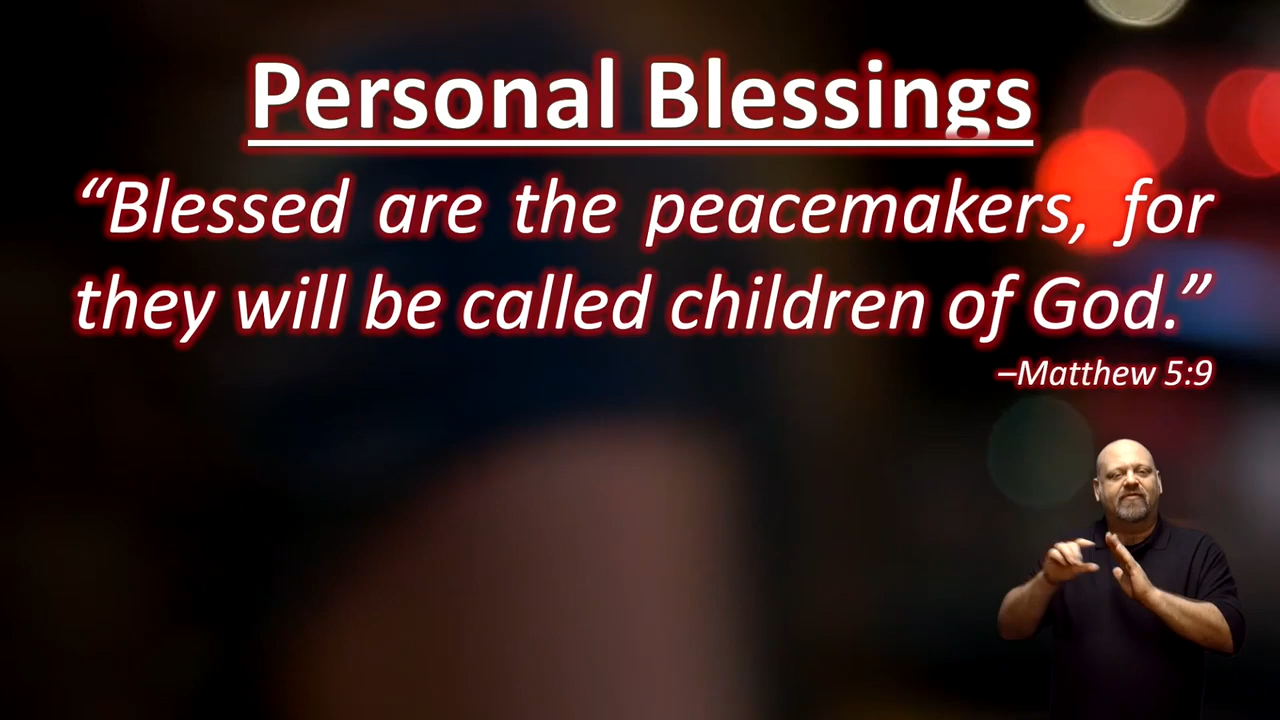 Personal Blessings
“Blessed are the peacemakers, for
they will be called children of God.”
–Matthew 5:9